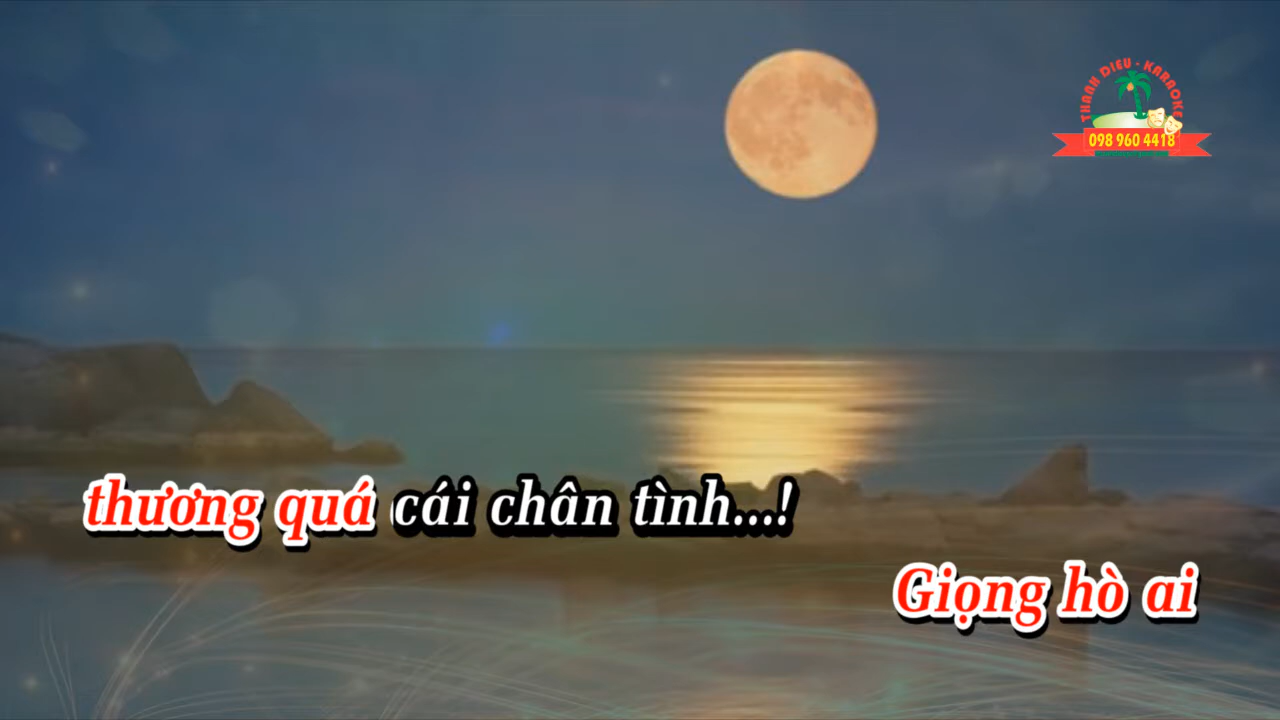 THANH DIEU - KARAOKE
098 960 4418
thương quá cái chân tình...!
Giọng hò ai